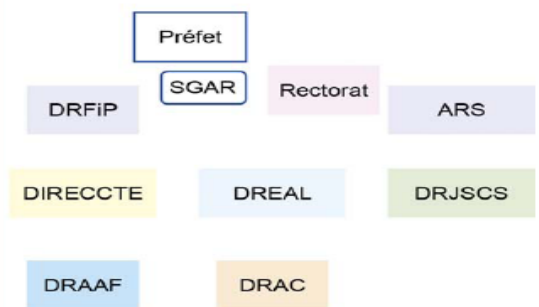 Préfet
SGAR
Rectorat
DRFiP
ARS
DIRECCTE
DREAL
DRJSCS
DRAAF
DRAC